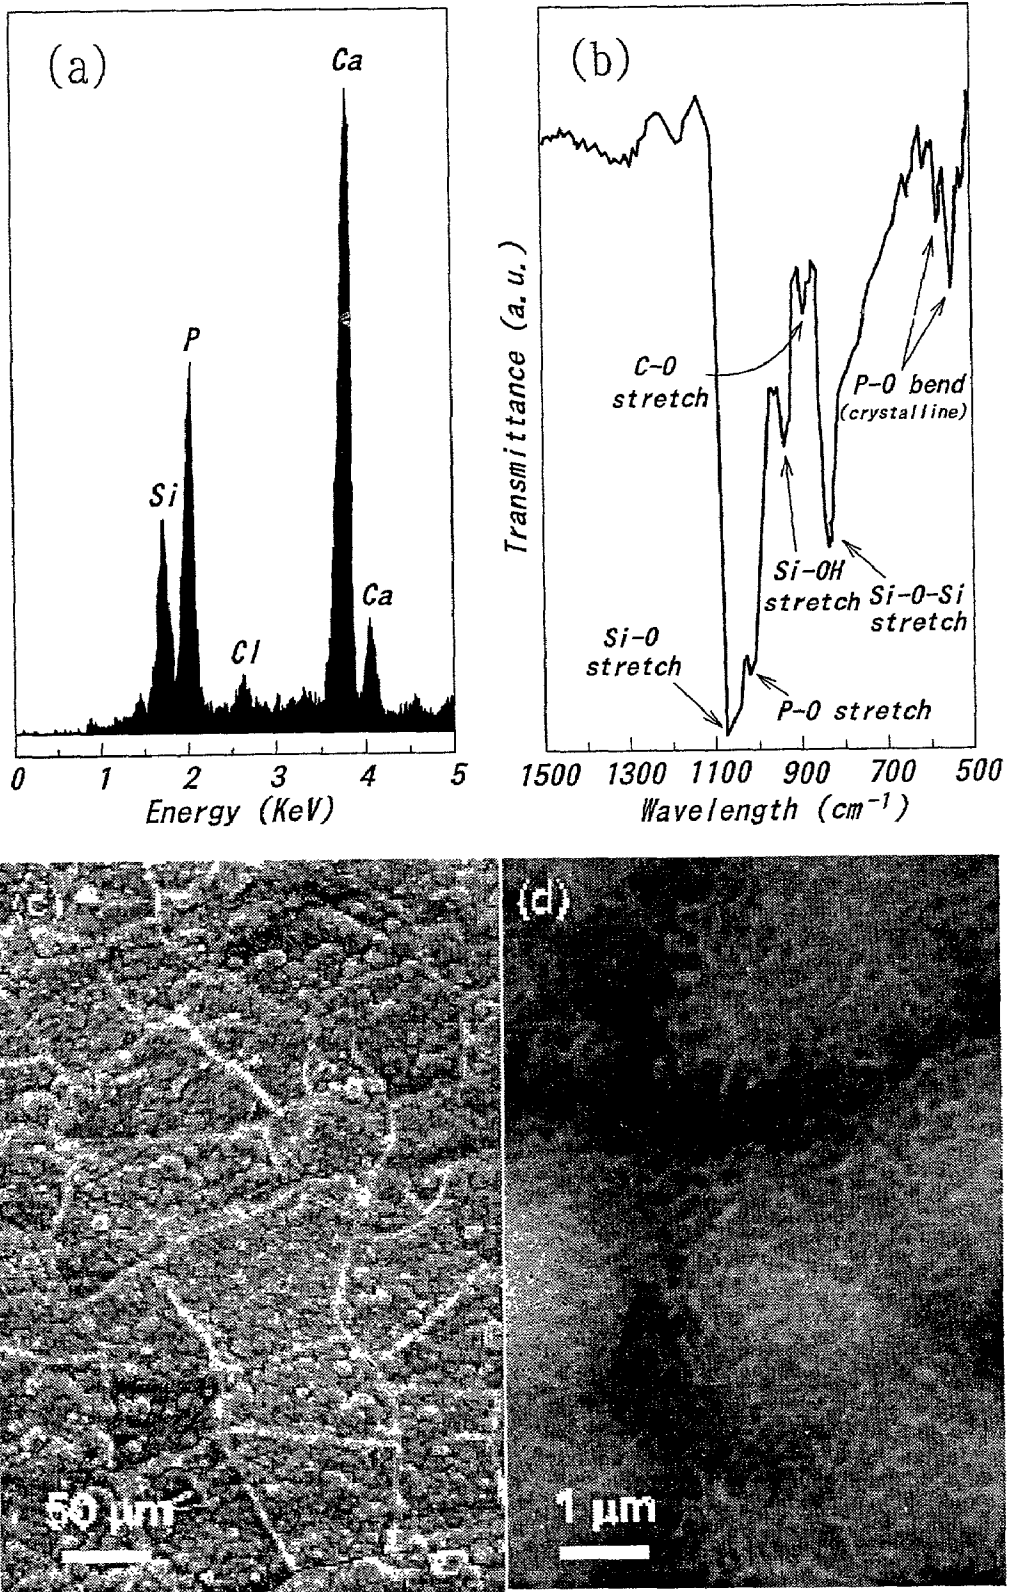 (a)
Ca
P
Si
Cl
Ca
0 1 2 3 4 5
Energy (KeV)
(b)
Transmittance (a.u.)
C-O
stretch
P-O bend
(crystalline)
Si-OH
stretch
Si-O-Si
stretch
Si-O
stretch
P-O stretch
1500 1300 1100 900 700 500
Wavelength (cm⁻¹)
(c)
50 μm
(d)
1 μm